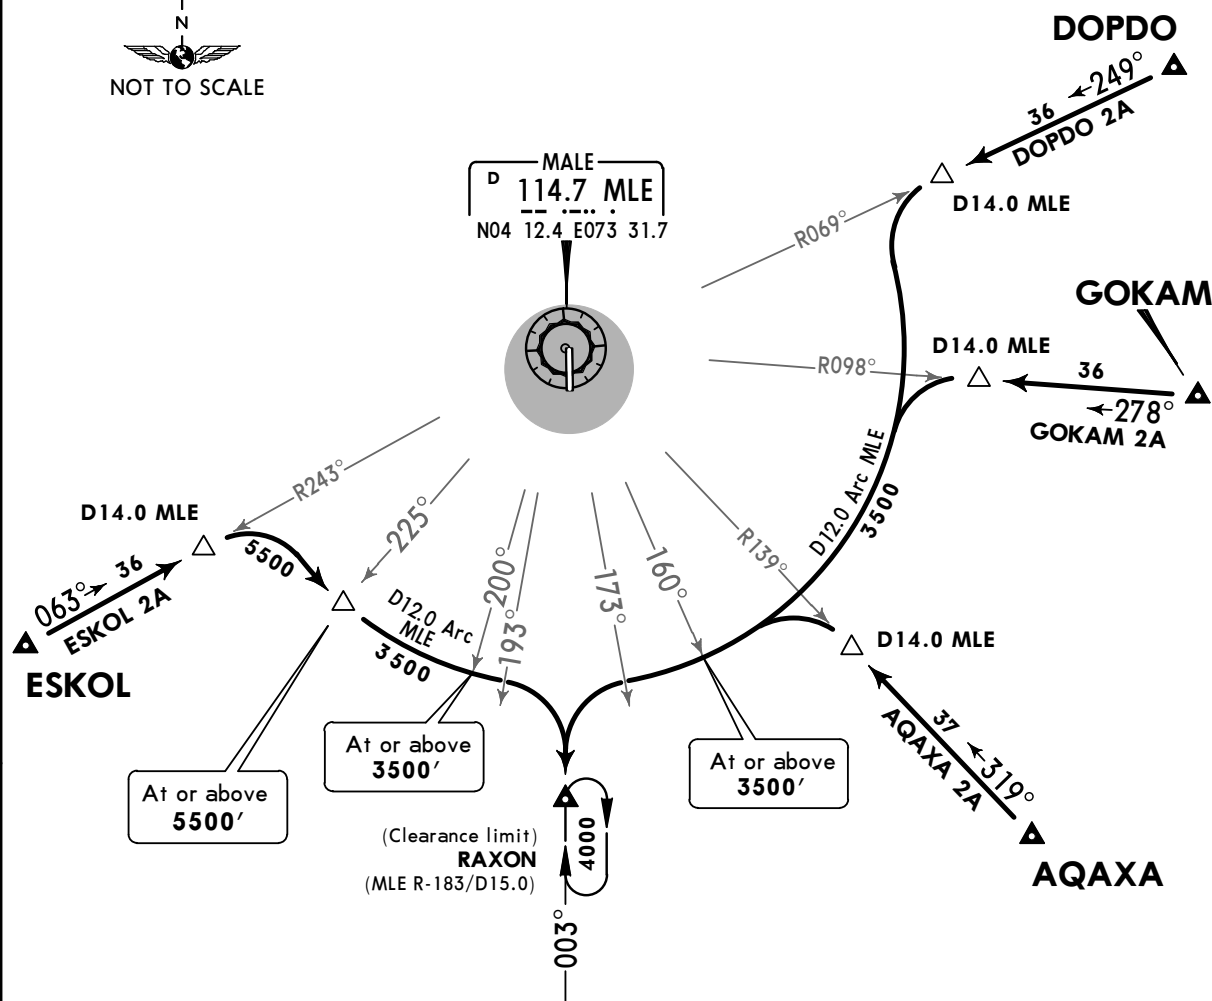 N
NOT TO SCALE
DOPDO
←249°
36
DOPDO 2A
D14.0 MLE
MALE
D 114.7 MLE
N04 12.4 E073 31.7
R069°
GOKAM
D14.0 MLE
R098°
36
←278°
GOKAM 2A
D12.0 Arc MLE
3500
R243°
225°
200°
193°
173°
160°
R139°
D14.0 MLE
5500
063°→ 36
ESKOL 2A
ESKOL
D12.0 Arc
MLE
3500
D14.0 MLE
37 ←319°
AQAXA 2A
AQAXA
At or above
3500′
At or above
3500′
At or above
5500′
(Clearance limit)
RAXON
(MLE R-183/D15.0)
4000
003°